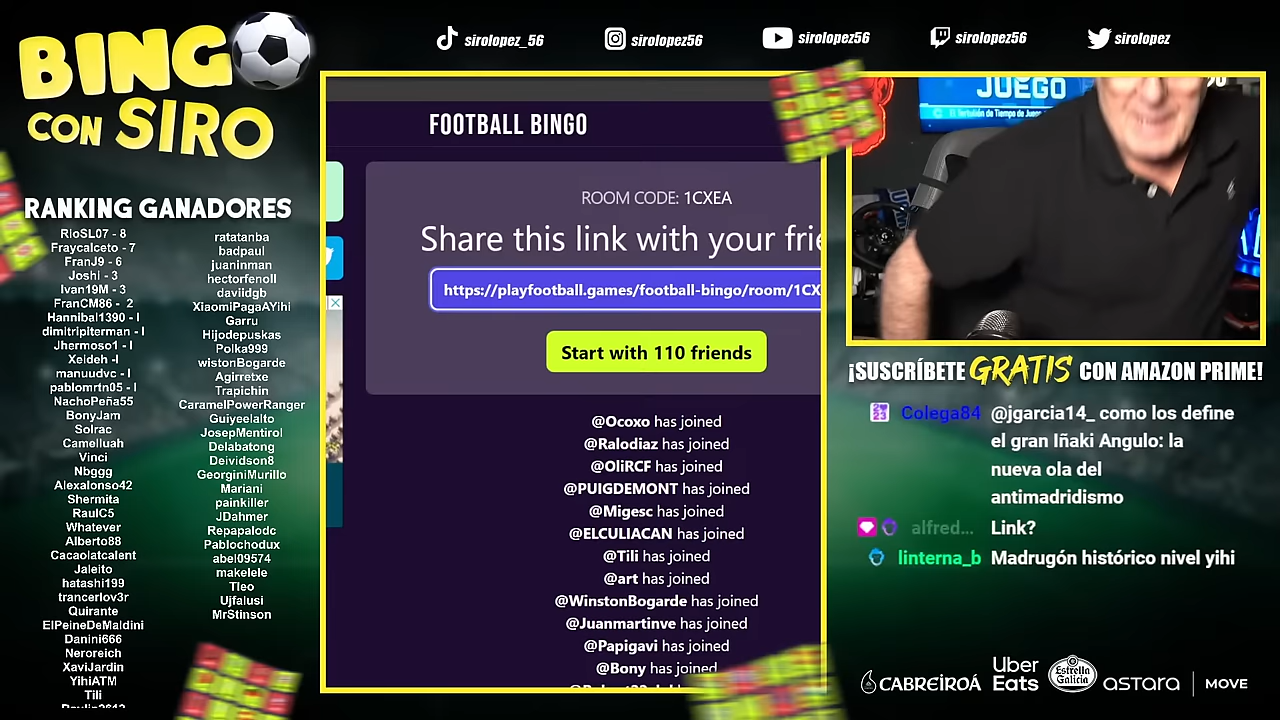 BINGO
CON SIRO
RANKING GANADORES
RioSL07 - 8
Fraycalceto - 7
FranJ9 - 6
Joshl - 3
Ivan19M - 3
FranCM86 - 2
Hannibal1390 - I
dimitripiterman - I
Jhermoso1 - I
Xeideh -I
manuudvc - I
pablomrtn05 - I
NachoPeña55
BonyJam
Solrac
Camelluah
Vinci
Nbggg
Alexalonso42
Shermita
RaulC5
Whatever
Alberto88
Cacaolatcalent
Jaleito
hatashi199
trancerlov3r
Quirante
ElPeineDeMaldini
Danini666
Neroreich
XaviJardin
YihiATM
Tili
ratatanba
badpaul
juaninman
hectorfenoll
daviidgb
XiaomiPagaAYihi
Garru
Hijodepuskas
Polka999
wistonBogarde
Agirretxe
Trapichin
CaramelPowerRanger
Guiyeelalto
JosepMentirol
Delabatong
Deividson8
GeorginiMurillo
Mariani
painkiller
JDahmer
Repapalodc
Pablochodux
abel09574
makelele
Tleo
Ujfalusi
MrStinson
sirolopez_56
sirolopez56
sirolopez56
sirolopez56
sirolopez
FOOTBALL BINGO
ROOM CODE: 1CXEA
Share this link with your frie
https://playfootball.games/football-bingo/room/1CX
Start with 110 friends
@Ocoxo has joined
@Ralodiaz has joined
@OliRCF has joined
@PUIGDEMONT has joined
@Migesc has joined
@ELCULIACAN has joined
@Tili has joined
@art has joined
@WinstonBogarde has joined
@Juanmartinve has joined
@Papigavi has joined
@Bony has joined
JUEGO
¡SUSCRÍBETE GRATIS CON AMAZON PRIME!
Colega84 @jgarcia14_ como los define
el gran Iñaki Angulo: la
nueva ola del
antimadridismo
alfred... Link?
linterna_b Madrugón histórico nivel yihi
CABREIROÁ
Uber
Eats
Estrella
Galicia
astara
MOVE